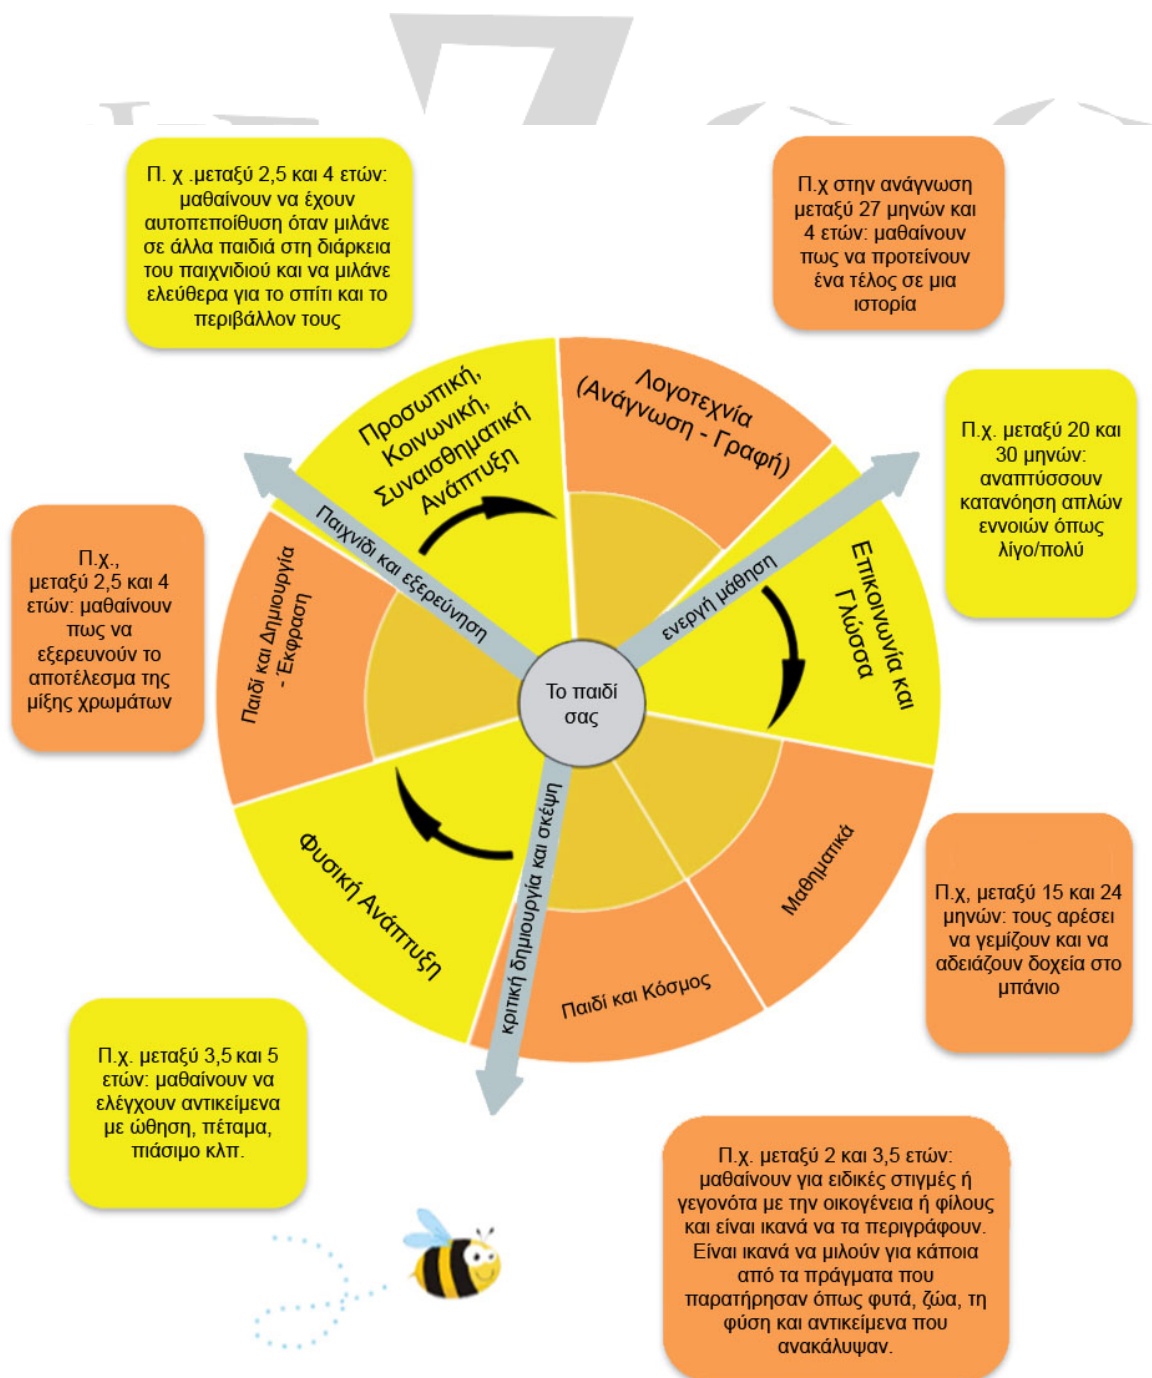 Π. χ .μεταξύ 2,5 και 4 ετών:
μαθαίνουν να έχουν
αυτοπεποίθυση όταν μιλάνε
σε άλλα παιδιά στη διάρκεια
του παιχνιδιού και να μιλάνε
ελεύθερα για το σπίτι και το
περιβάλλον τους
Π.χ στην ανάγνωση
μεταξύ 27 μηνών και
4 ετών: μαθαίνουν
πως να προτείνουν
ένα τέλος σε μια
ιστορία
Προσωπική,
Κοινωνική,
Συναισθηματική
Ανάπτυξη
Λογοτεχνία
(Ανάγνωση - Γραφή)
Π.χ. μεταξύ 20 και
30 μηνών:
αναπτύσσουν
κατανόηση απλών
εννοιών όπως
λίγο/πολύ
Παιχνίδι και εξερεύνηση
ενεργή μάθηση
Επικοινωνία και
Γλώσσα
Π.χ.,
μεταξύ 2,5 και 4
ετών: μαθαίνουν
πως να
εξερευνούν το
αποτέλεσμα της
μίξης χρωμάτων
Παιδί και Δημιουργία
- Έκφραση
Το παιδί
σας
Φυσική Ανάπτυξη
κριτική δημιουργία και σκέψη
Μαθηματικά
Παιδί και Κόσμος
Π.χ, μεταξύ 15 και 24
μηνών: τους αρέσει
να γεμίζουν και να
αδειάζουν δοχεία στο
μπάνιο
Π.χ. μεταξύ 3,5 και 5
ετών: μαθαίνουν να
ελέγχουν αντικείμενα
με ώθηση, πέταμα,
πιάσιμο κλπ.
Π.χ. μεταξύ 2 και 3,5 ετών:
μαθαίνουν για ειδικές στιγμές ή
γεγονότα με την οικογένεια ή φίλους
και είναι ικανά να τα περιγράφουν.
Είναι ικανά να μιλούν για κάποια
από τα πράγματα που
παρατήρησαν όπως φυτά, ζώα, τη
φύση και αντικείμενα που
ανακάλυψαν.